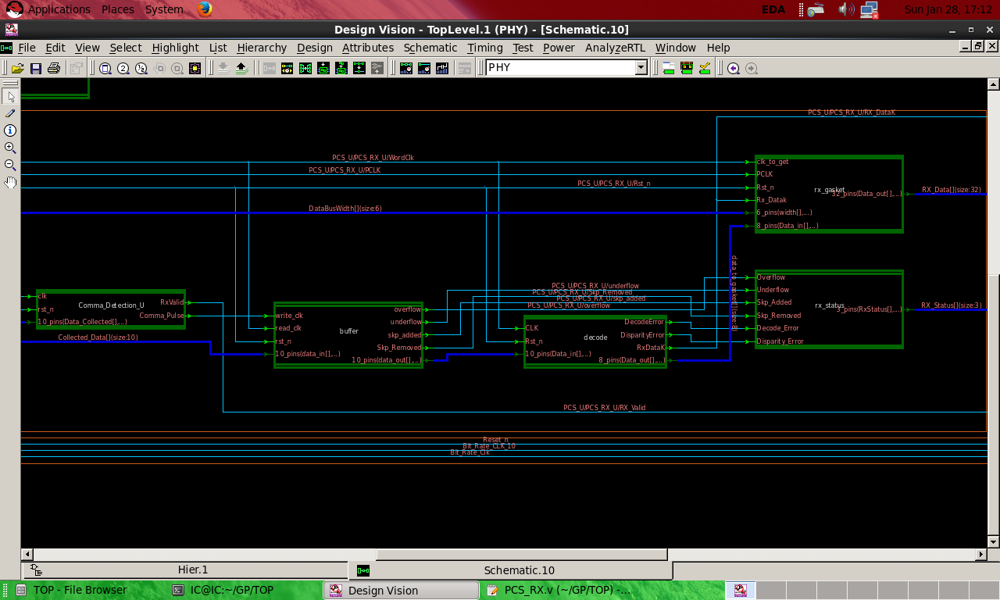 Applications Places System EDA Sun Jan 28, 17:12
Design Vision - TopLevel.1 (PHY) - [Schematic.10]
File Edit View Select Highlight List Hierarchy Design Attributes Schematic Timing Test Power AnalyzeRTL Window Help
PHY
PCS_U/PCS_RX_U/RX_DataK
PCS_U/PCS_RX_U/WordClk
PCS_U/PCS_RX_U/PCLK
PCS_U/PCS_RX_U/Rst_n
DataBusWidth[](size:6)
clk_to_get
PCLK
Rst_n
Rx_Datak
6_pins(width[],...)
8_pins(Data_in[],...)
rx_gasket
32_pins(Data_out[],...)
RX_Data[](size:32)
data_to_gasket[](size:8)
PCS_U/PCS_RX_U/underflow
PCS_U/PCS_RX_U/Skp_Removed
PCS_U/PCS_RX_U/skp_added
PCS_U/PCS_RX_U/overflow
clk
rst_n
10_pins(Data_Collected[],...)
Comma_Detection_U
RxValid
Comma_Pulse
Collected_Data[](size:10)
write_clk
read_clk
rst_n
10_pins(data_in[],...)
buffer
overflow
underflow
skp_added
Skp_Removed
10_pins(data_out[],...)
CLK
Rst_n
10_pins(Data_in[],...)
decode
DecodeError
DisparityError
RxDataK
8_pins(Data_out[],...)
Overflow
Underflow
Skp_Added
Skp_Removed
Decode_Error
Disparity_Error
rx_status
3_pins(RxStatus[],...)
RX_Status[](size:3)
PCS_U/PCS_RX_U/RX_Valid
Reset_n
Bit_Rate_CLK_10
Bit_Rate_Clk
Hier.1 Schematic.10
TOP - File Browser IC@IC:~/GP/TOP Design Vision PCS_RX.v (~/GP/TOP) -...